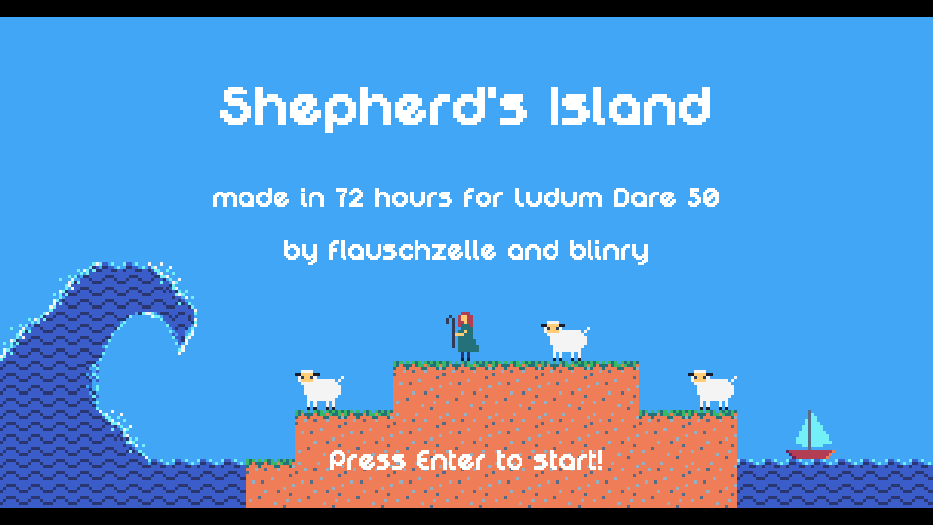 Shepherd's Island
made in 72 hours for Ludum Dare 50
by flauschzelle and blinry
Press Enter to start!